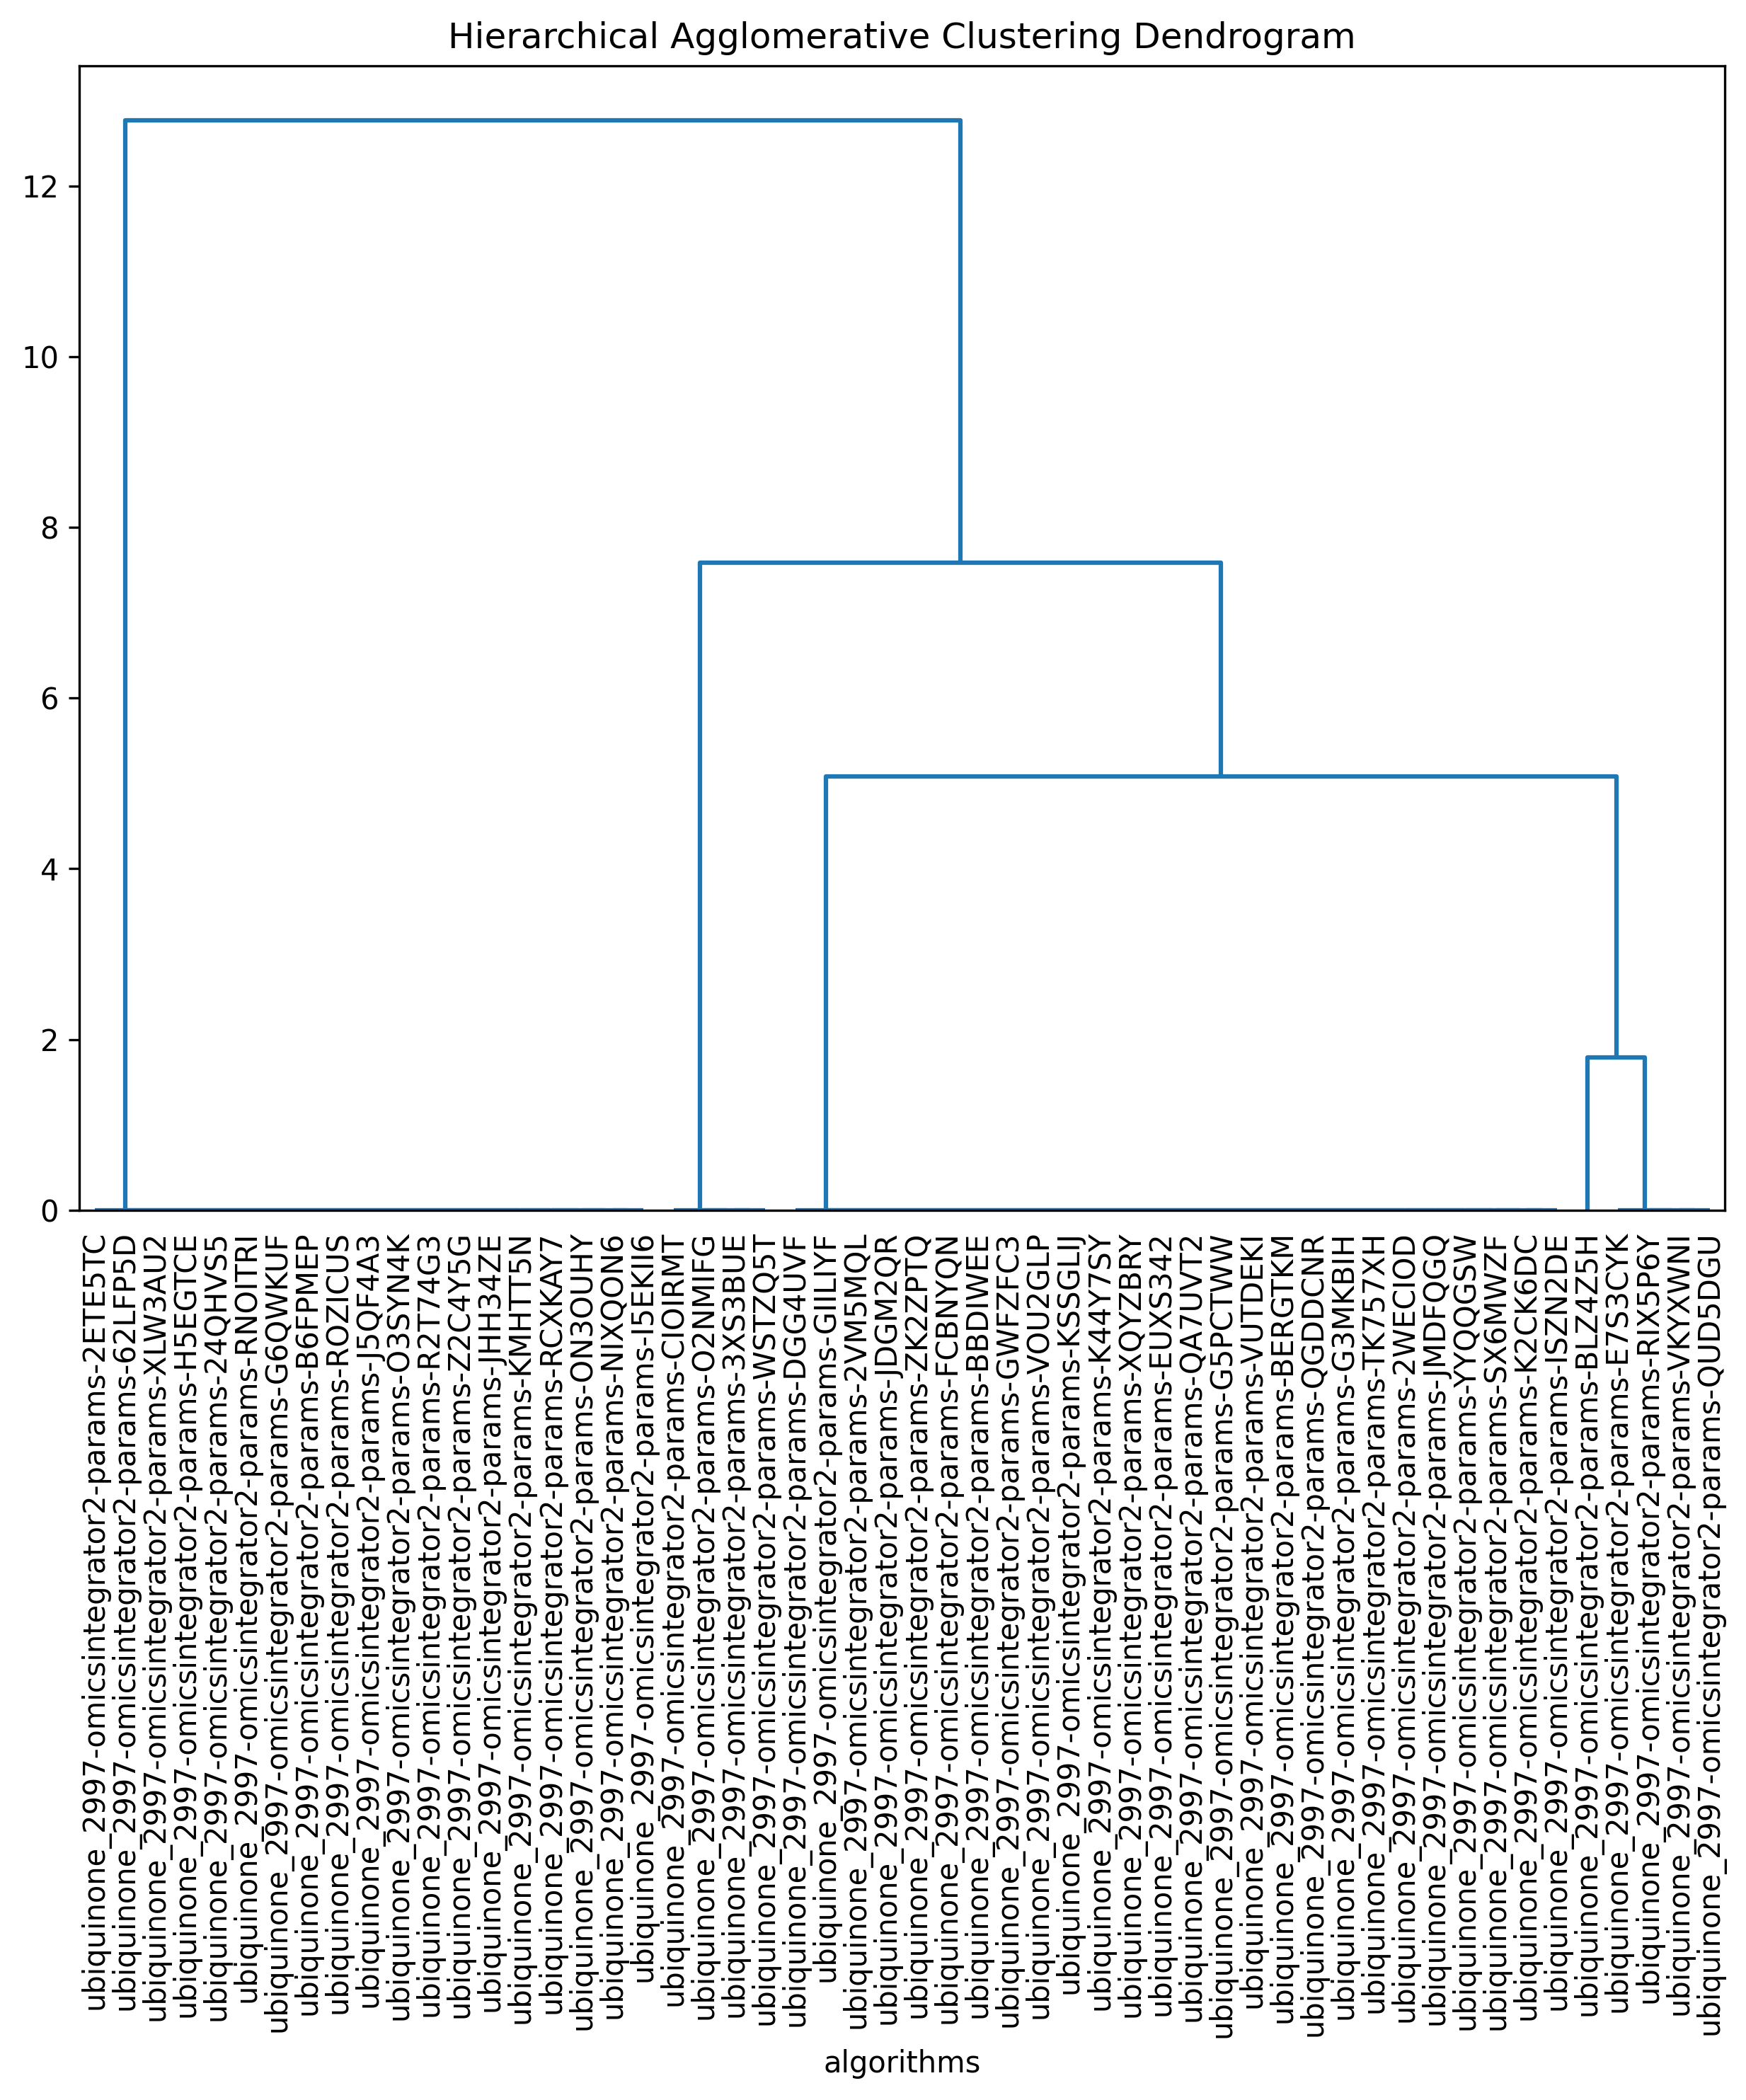 Hierarchical Agglomerative Clustering Dendrogram
12
10
8
6
4
2
0
ubiquinone_2997-omicsintegrator2-params-2ETE5TC
ubiquinone_2997-omicsintegrator2-params-62LFP5D
ubiquinone_2997-omicsintegrator2-params-XLW3AU2
ubiquinone_2997-omicsintegrator2-params-H5EGTCE
ubiquinone_2997-omicsintegrator2-params-24QHVS5
ubiquinone_2997-omicsintegrator2-params-RNOITRI
ubiquinone_2997-omicsintegrator2-params-G6QWKUF
ubiquinone_2997-omicsintegrator2-params-B6FPMEP
ubiquinone_2997-omicsintegrator2-params-ROZICUS
ubiquinone_2997-omicsintegrator2-params-J5QF4A3
ubiquinone_2997-omicsintegrator2-params-O3SYN4K
ubiquinone_2997-omicsintegrator2-params-R2T74G3
ubiquinone_2997-omicsintegrator2-params-Z2C4Y5G
ubiquinone_2997-omicsintegrator2-params-JHH34ZE
ubiquinone_2997-omicsintegrator2-params-KMHTT5N
ubiquinone_2997-omicsintegrator2-params-RCXKAY7
ubiquinone_2997-omicsintegrator2-params-ON3OUHY
ubiquinone_2997-omicsintegrator2-params-NIXQON6
ubiquinone_2997-omicsintegrator2-params-I5EKII6
ubiquinone_2997-omicsintegrator2-params-CIOIRMT
ubiquinone_2997-omicsintegrator2-params-O2NMIFG
ubiquinone_2997-omicsintegrator2-params-3XS3BUE
ubiquinone_2997-omicsintegrator2-params-WSTZQ5T
ubiquinone_2997-omicsintegrator2-params-DGG4UVF
ubiquinone_2997-omicsintegrator2-params-GIILIYF
ubiquinone_2997-omicsintegrator2-params-2VM5MQL
ubiquinone_2997-omicsintegrator2-params-JDGM2QR
ubiquinone_2997-omicsintegrator2-params-ZK2ZPTQ
ubiquinone_2997-omicsintegrator2-params-FCBNYQN
ubiquinone_2997-omicsintegrator2-params-BBDIWEE
ubiquinone_2997-omicsintegrator2-params-GWFZFC3
ubiquinone_2997-omicsintegrator2-params-VOU2GLP
ubiquinone_2997-omicsintegrator2-params-KSSGLIJ
ubiquinone_2997-omicsintegrator2-params-K44Y7SY
ubiquinone_2997-omicsintegrator2-params-XQYZBRY
ubiquinone_2997-omicsintegrator2-params-EUXS342
ubiquinone_2997-omicsintegrator2-params-QA7UVT2
ubiquinone_2997-omicsintegrator2-params-G5PCTWW
ubiquinone_2997-omicsintegrator2-params-VUTDEKI
ubiquinone_2997-omicsintegrator2-params-BERGTKM
ubiquinone_2997-omicsintegrator2-params-QGDDCNR
ubiquinone_2997-omicsintegrator2-params-G3MKBIH
ubiquinone_2997-omicsintegrator2-params-TK757XH
ubiquinone_2997-omicsintegrator2-params-2WECIOD
ubiquinone_2997-omicsintegrator2-params-JMDFQGQ
ubiquinone_2997-omicsintegrator2-params-YYQQGSW
ubiquinone_2997-omicsintegrator2-params-SX6MWZF
ubiquinone_2997-omicsintegrator2-params-K2CK6DC
ubiquinone_2997-omicsintegrator2-params-ISZN2DE
ubiquinone_2997-omicsintegrator2-params-BLZ4Z5H
ubiquinone_2997-omicsintegrator2-params-E7S3CYK
ubiquinone_2997-omicsintegrator2-params-RIX5P6Y
ubiquinone_2997-omicsintegrator2-params-VKYXWNI
ubiquinone_2997-omicsintegrator2-params-QUD5DGU
algorithms